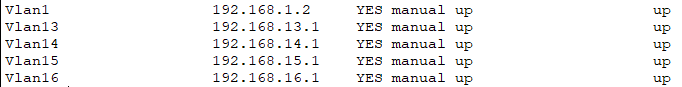 Vlan1 192.168.1.2 YES manual up up
Vlan13 192.168.13.1 YES manual up up
Vlan14 192.168.14.1 YES manual up up
Vlan15 192.168.15.1 YES manual up up
Vlan16 192.168.16.1 YES manual up up